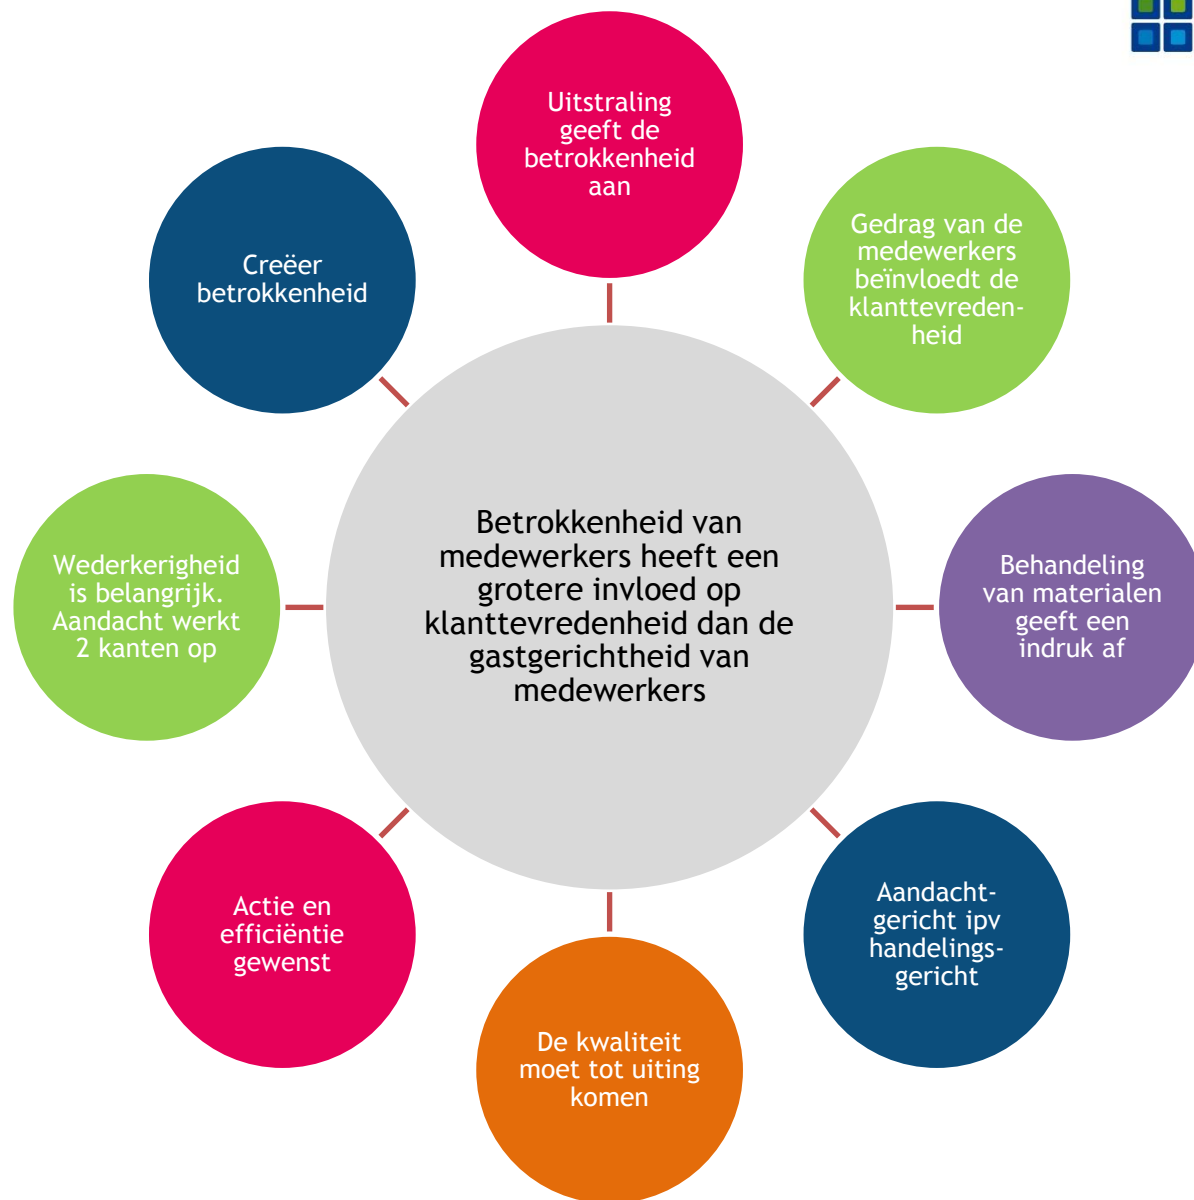 Uitstraling
geeft de
betrokkenheid
aan
Gedrag van de
medewerkers
beïnvloedt de
klanttevreden-
heid
Behandeling
van materialen
geeft een
indruk af
Aandacht-
gericht ipv
handelings-
gericht
De kwaliteit
moet tot uiting
komen
Actie en
efficiëntie
gewenst
Wederkerigheid
is belangrijk.
Aandacht werkt
2 kanten op
Creëer
betrokkenheid
Betrokkenheid van
medewerkers heeft een
grotere invloed op
klanttevredenheid dan de
gastgerichtheid van
medewerkers